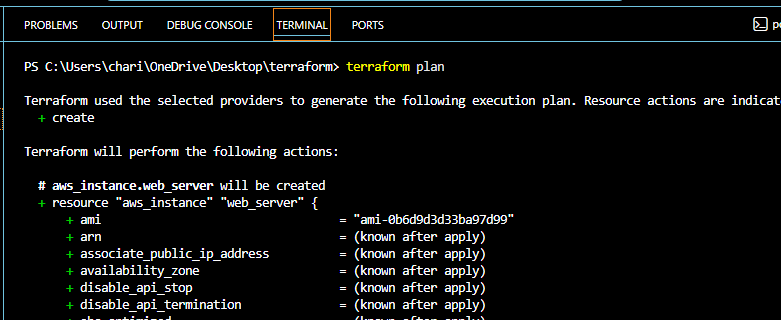 PROBLEMS OUTPUT DEBUG CONSOLE TERMINAL PORTS
PS C:\Users\chari\OneDrive\Desktop\terraform> terraform plan
Terraform used the selected providers to generate the following execution plan. Resource actions are
+ create
Terraform will perform the following actions:
# aws_instance.web_server will be created
+ resource "aws_instance" "web_server" {
+ ami = "ami-0b6d9d3d33ba97d99"
+ arn = (known after apply)
+ associate_public_ip_address = (known after apply)
+ availability_zone = (known after apply)
+ disable_api_stop = (known after apply)
+ disable_api_termination = (known after apply)